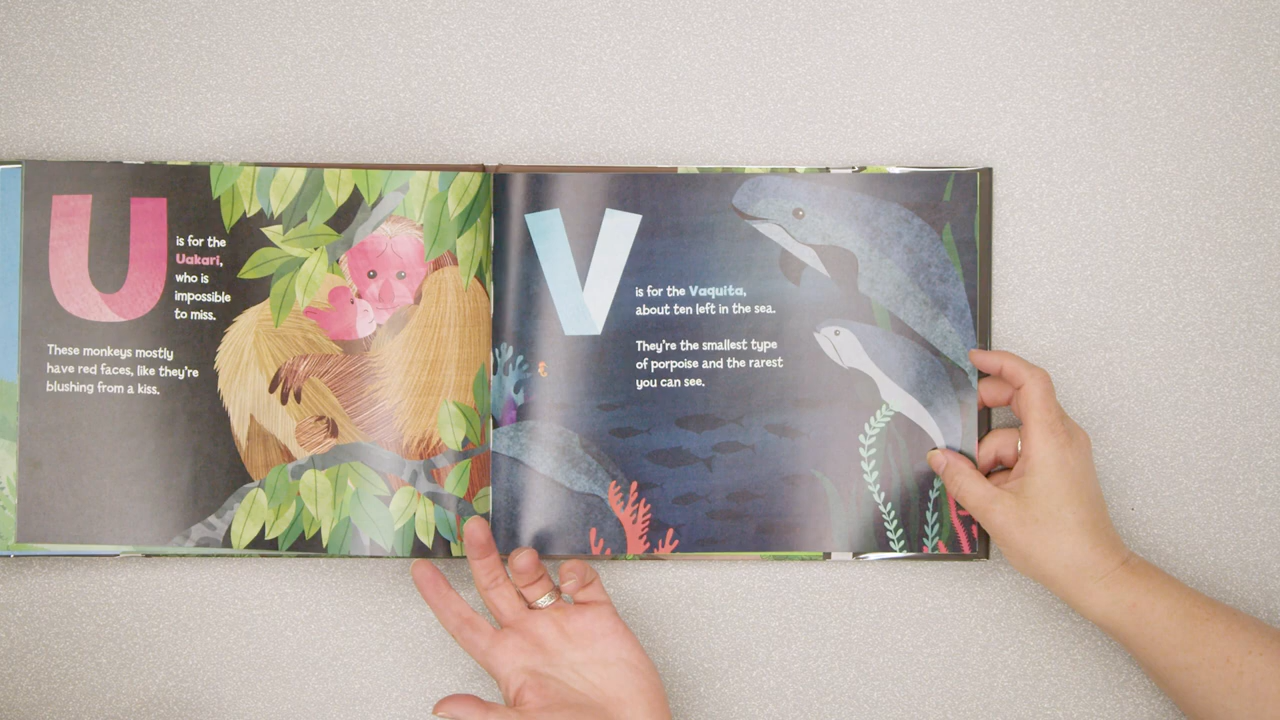 U
is for the
Uakari,
who is
impossible
to miss.
These monkeys mostly
have red faces, like they're
blushing from a kiss.
V
is for the Vaquita,
about ten left in the sea.
They're the smallest type
of porpoise and the rarest
you can see.